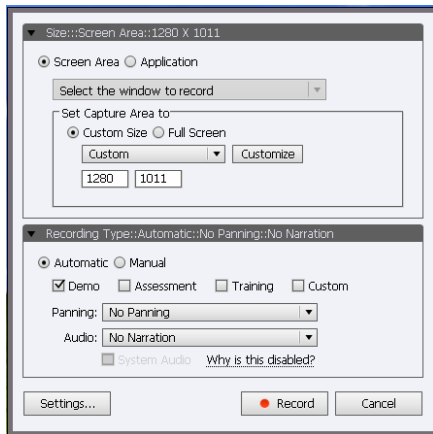 Size:::Screen Area::1280 X 1011
Screen Area Application
Select the window to record
Set Capture Area to
Custom Size Full Screen
Custom Customize
1280 1011
Recording Type::Automatic::No Panning::No Narration
Automatic Manual
Demo Assessment Training Custom
Panning: No Panning
Audio: No Narration
System Audio Why is this disabled?
Settings... Record Cancel